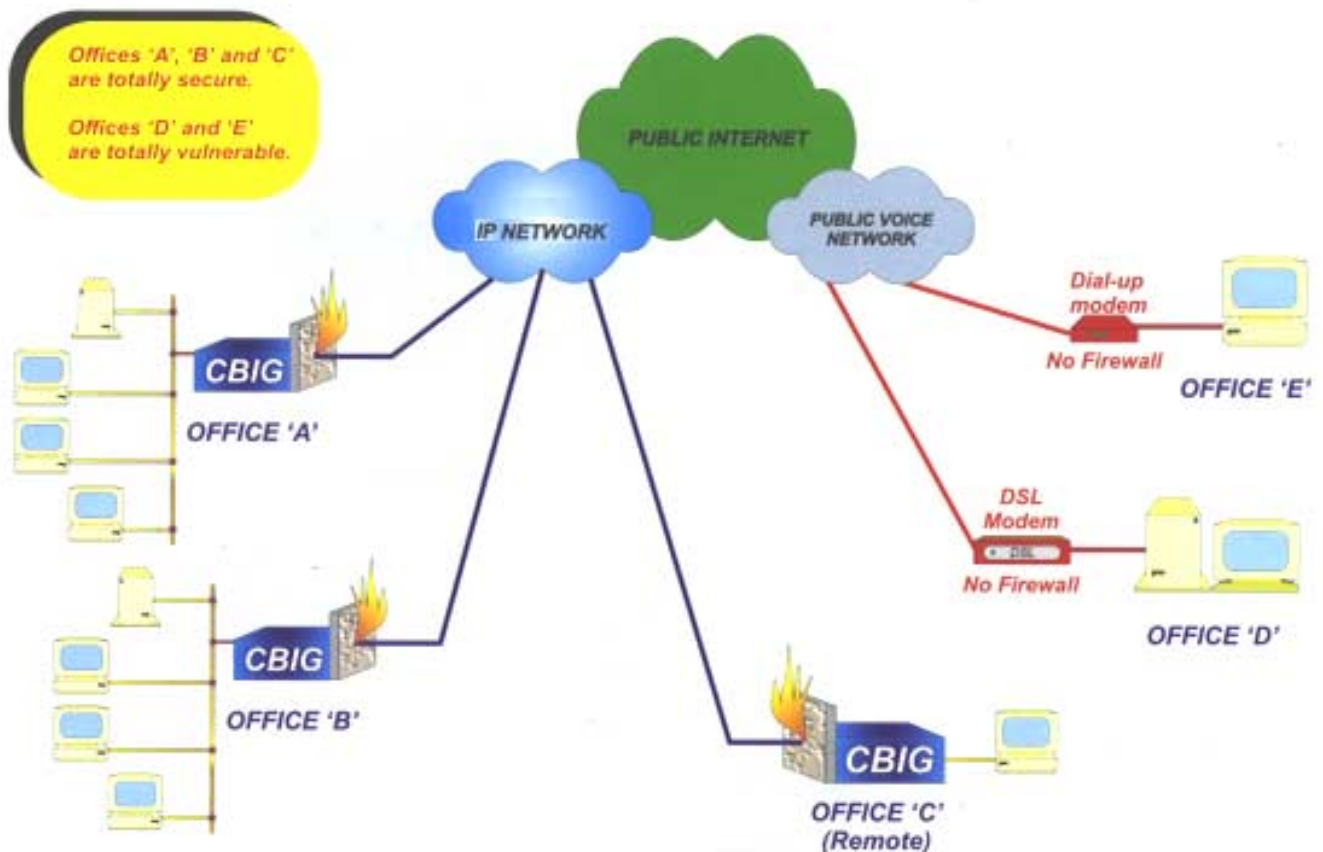 Offices ‘A’, ‘B’ and ‘C’
are totally secure.
Offices ‘D’ and ‘E’
are totally vulnerable.
PUBLIC INTERNET
IP NETWORK
PUBLIC VOICE
NETWORK
Dial-up
modem
No Firewall
OFFICE ‘E’
CBIG
OFFICE ‘A’
DSL
Modem
DSL
No Firewall
OFFICE ‘D’
CBIG
OFFICE ‘B’
CBIG
OFFICE ‘C’
(Remote)